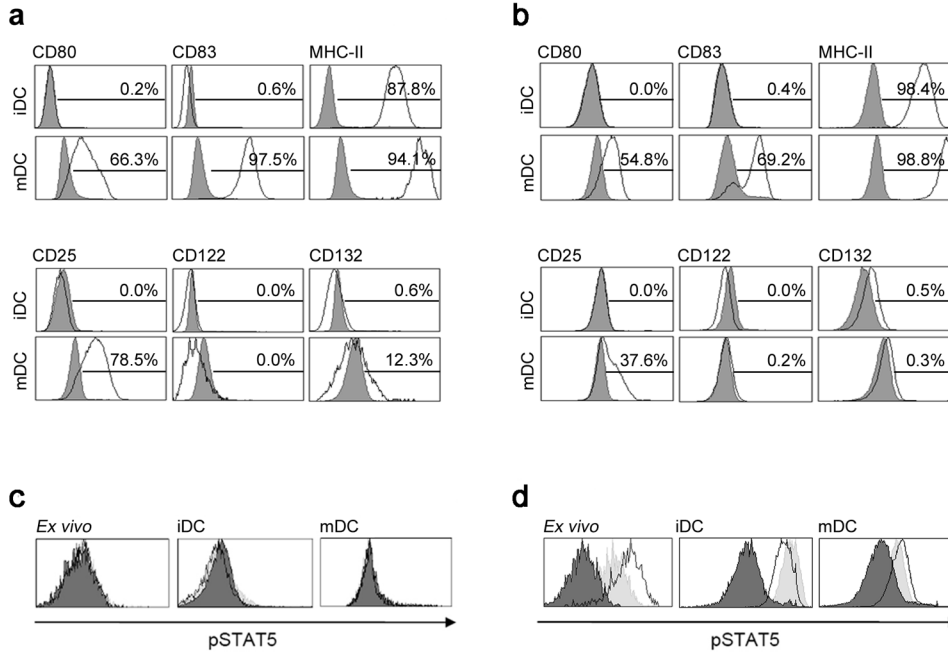 a
CD80 CD83 MHC-II
iDC 0.2% 0.6% 87.8%
mDC 66.3% 97.5% 94.1%
CD25 CD122 CD132
iDC 0.0% 0.0% 0.6%
mDC 78.5% 0.0% 12.3%
b
CD80 CD83 MHC-II
iDC 0.0% 0.4% 98.4%
mDC 54.8% 69.2% 98.8%
CD25 CD122 CD132
iDC 0.0% 0.0% 0.5%
mDC 37.6% 0.2% 0.3%
c
Ex vivo iDC mDC
pSTAT5
d
Ex vivo iDC mDC
pSTAT5